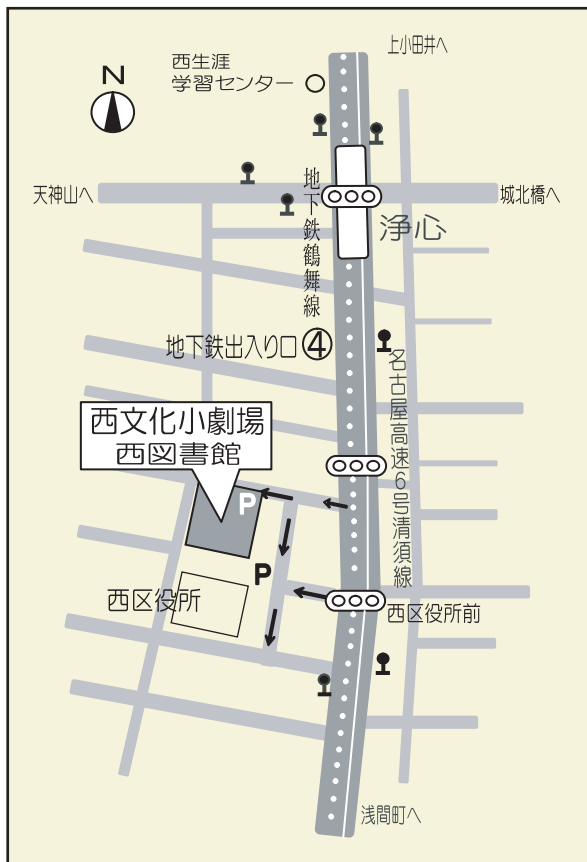 上小田井へ
西生涯
学習センター
N
天神山へ
城北橋へ
地下鉄鶴舞線
浄心
地下鉄出入り口④
名古屋高速6号清須線
西文化小劇場
西図書館
P
P
西区役所
西区役所前
浅間町へ